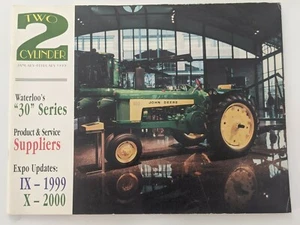 TWO
2
CYLINDER
Waterloo's
"30" Series
Product & Service
Suppliers
Expo Updates:
IX – 1999
X – 2000
JOHN DEERE